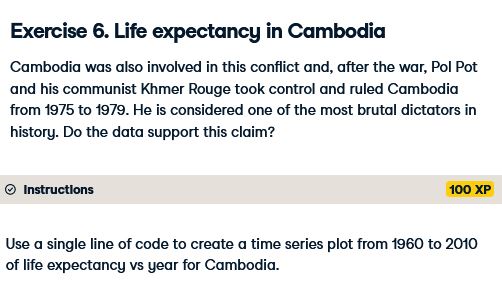 Exercise 6. Life expectancy in Cambodia
Cambodia was also involved in this conflict and, after the war, Pol Pot
and his communist Khmer Rouge took control and ruled Cambodia
from 1975 to 1979. He is considered one of the most brutal dictators in
history. Do the data support this claim?
Instructions 100 XP
Use a single line of code to create a time series plot from 1960 to 2010
of life expectancy vs year for Cambodia.